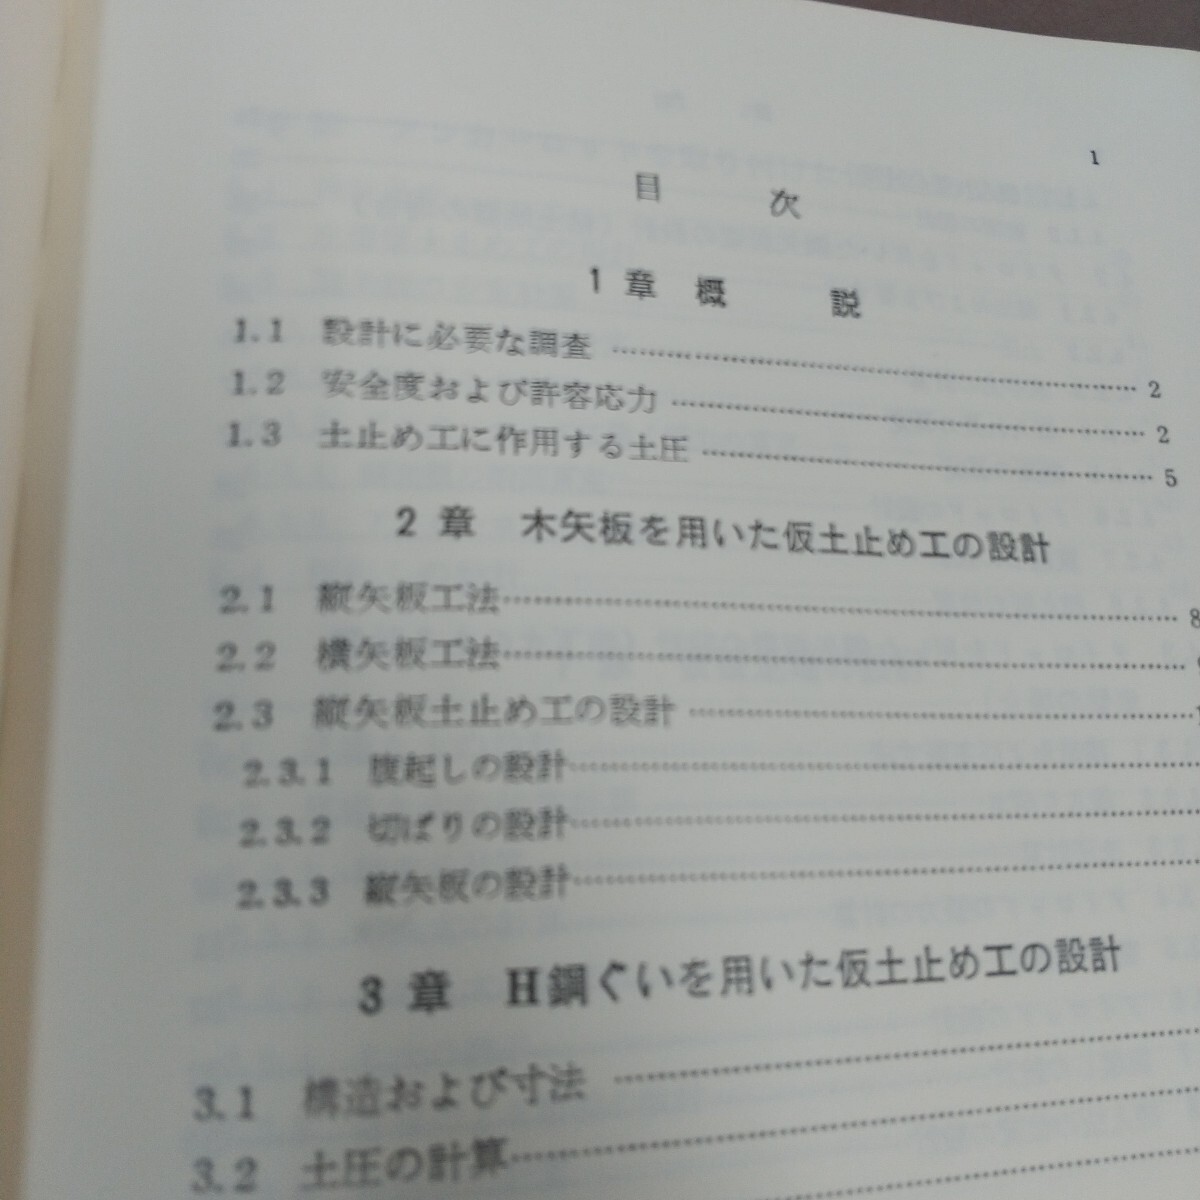 1
目 次
1章 概 説
1.1 設計に必要な調査 …… 2
1.2 安全度および許容応力 …… 2
1.3 土止め工に作用する土圧 …… 5
2章 木矢板を用いた仮土止め工の設計
2.1 縦矢板工法 …… 8
2.2 横矢板工法 ……
2.3 縦矢板土止め工の設計 …… 1
2.3.1 腹起しの設計 ……
2.3.2 切ばりの設計 ……
2.3.3 縦矢板の設計 ……
3章 H鋼ぐいを用いた仮土止め工の設計
3.1 構造および寸法 ……
3.2 土圧の計算 ……